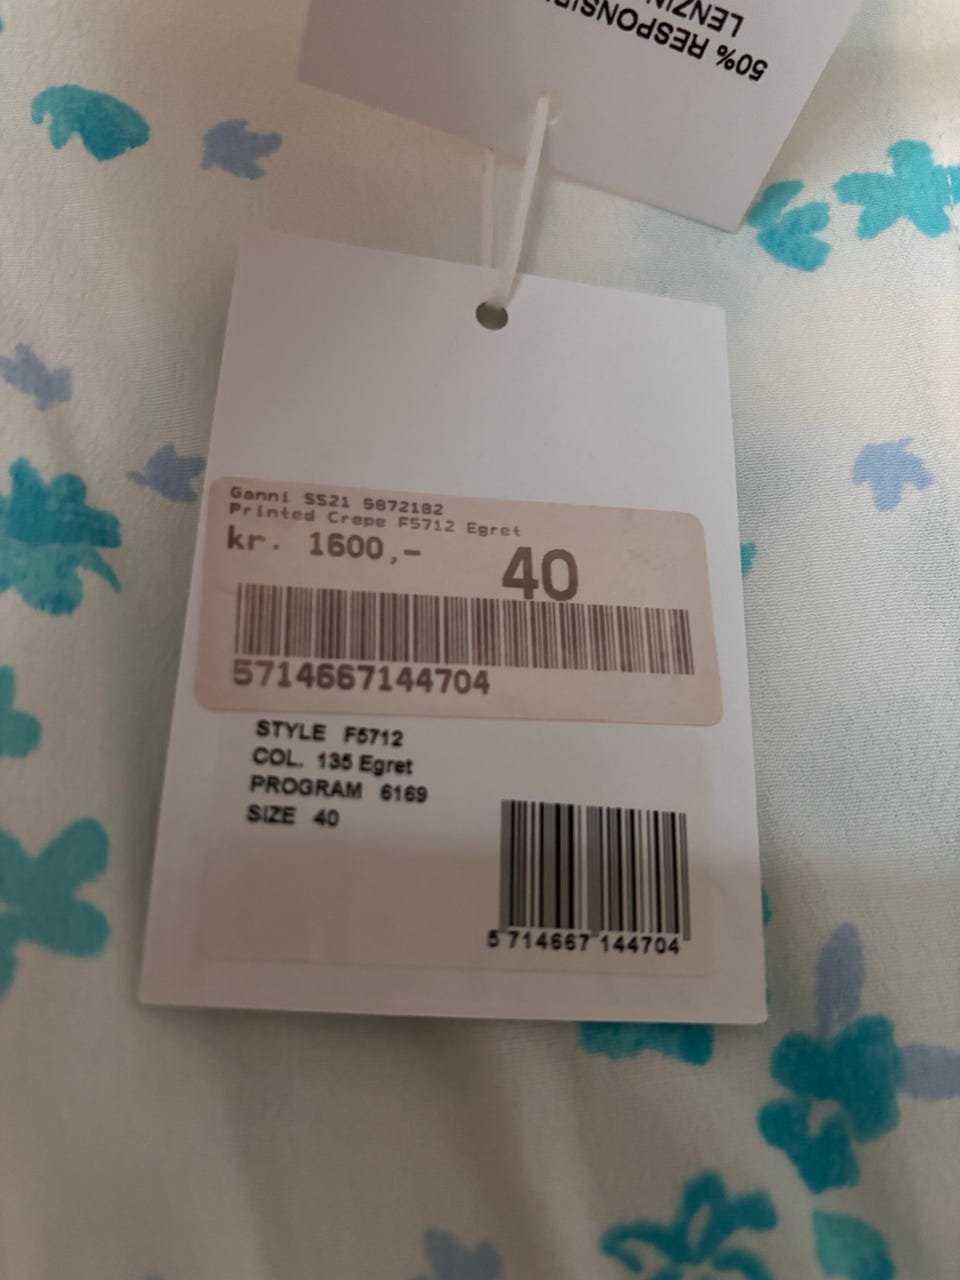 50% RESPONSIB
LENZIN
Ganni SS21 5872182
Printed Crepe F5712 Egret
kr. 1600,- 40
5714667144704
STYLE F5712
COL. 135 Egret
PROGRAM 6169
SIZE 40
5 714667 144704